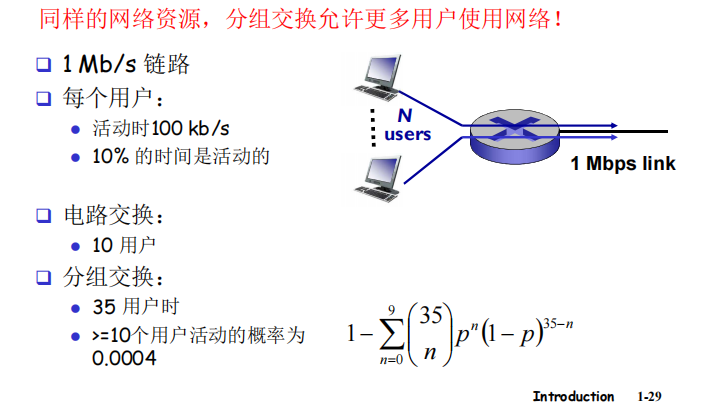 同样的网络资源，分组交换允许更多用户使用网络！
1 Mb/s 链路
每个用户：
活动时100 kb/s
10% 的时间是活动的
N
users
1 Mbps link
电路交换：
10 用户
分组交换：
35 用户时
>=10个用户活动的概率为
0.0004
1 − ∑_{n=0}^{9} \binom{35}{n} p^n (1 − p)^{35−n}
Introduction 1-29